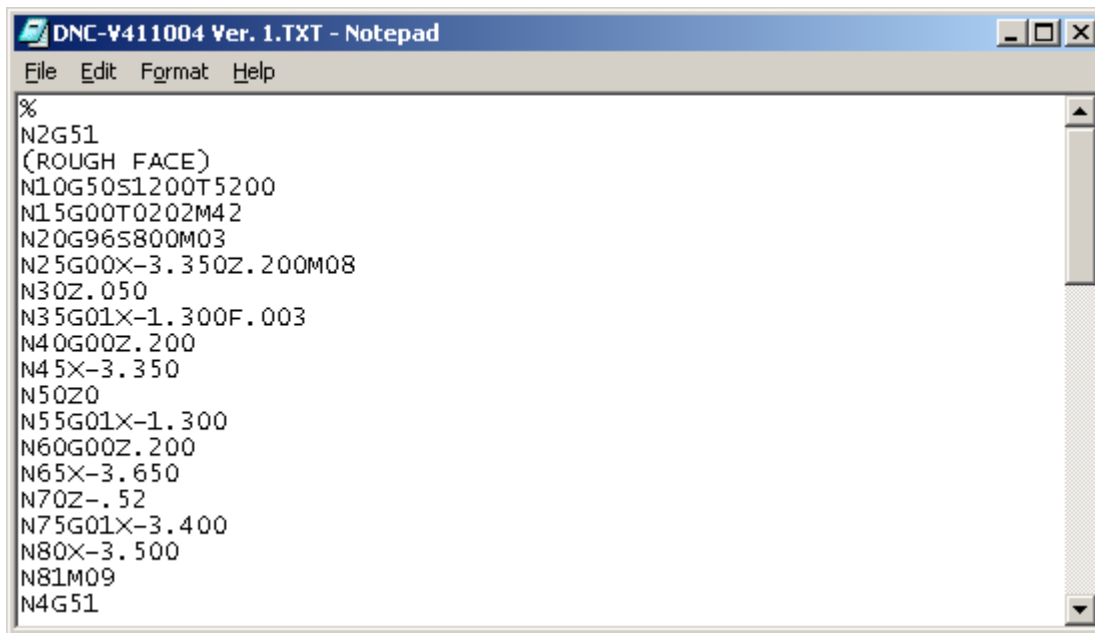 DNC-V411004 Ver. 1.TXT - Notepad
File Edit Format Help
%
N2G51
(ROUGH FACE)
N10G50S1200T5200
N15G00T0202M42
N20G96S800M03
N25G00X-3.350Z.200M08
N30Z.050
N35G01X-1.300F.003
N40G00Z.200
N45X-3.350
N50Z0
N55G01X-1.300
N60G00Z.200
N65X-3.650
N70Z-.52
N75G01X-3.400
N80X-3.500
N81M09
N4G51